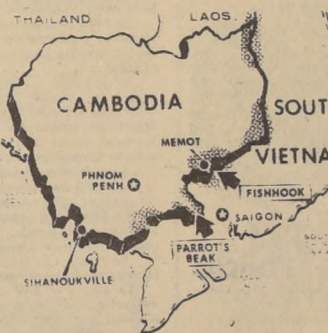 THAILAND
LAOS
CAMBODIA
SOUT
VIETNA
MEMOT
PHNOM
PENH
FISHHOOK
SAIGON
PARROT'S
BEAK
SIHANOUKVILLE